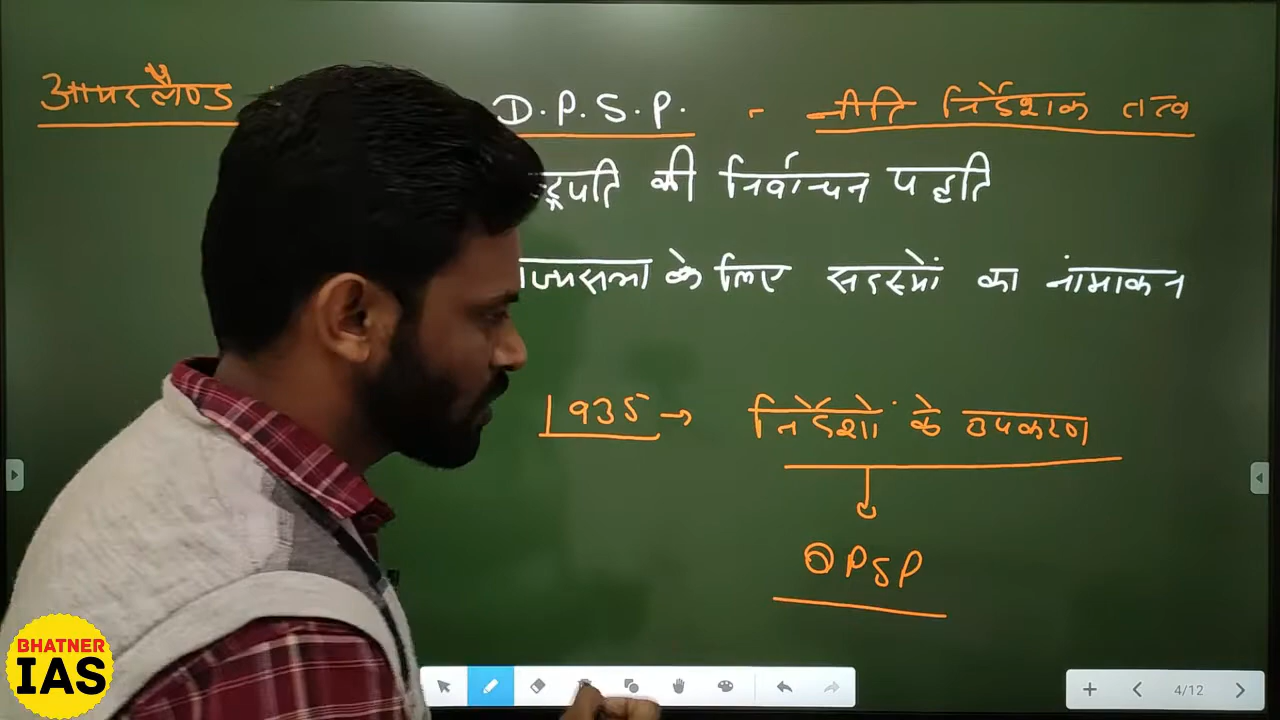 आयरलैण्ड D.P.S.P. - नीति निर्देशक तत्व
ष्ट्रपति की निर्वाचन पद्दति
ाज्यसभा के लिए सदस्यों का नांमाकन
1935 → निर्देशों के उपकरण
DPSP
BHATNER
IAS
4/12